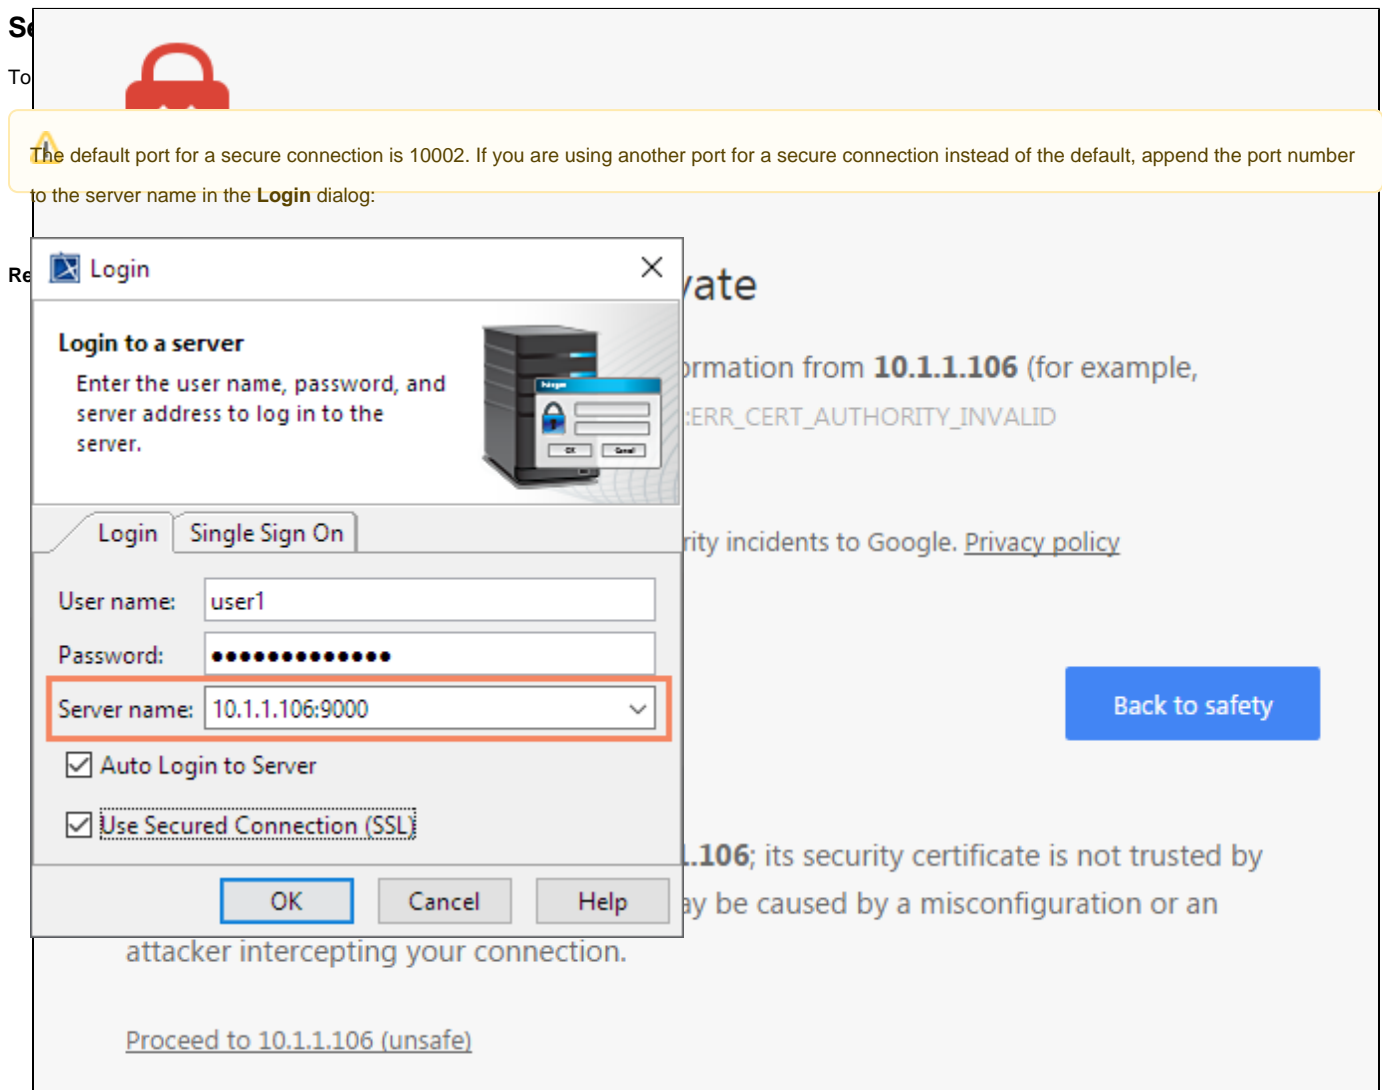 Se
To
The default port for a secure connection is 10002. If you are using another port for a secure connection instead of the default, append the port number
to the server name in the Login dialog:
Re
Login
Login to a server
Enter the user name, password, and
server address to log in to the
server.
OK Cancel
Login Single Sign On
User name: user1
Password: •••••••••••••
Server name: 10.1.1.106:9000
Auto Login to Server
Use Secured Connection (SSL)
OK Cancel Help
vate
ormation from 10.1.1.106 (for example,
:ERR_CERT_AUTHORITY_INVALID
rity incidents to Google. Privacy policy
Back to safety
1.106; its security certificate is not trusted by
ay be caused by a misconfiguration or an
attacker intercepting your connection.
Proceed to 10.1.1.106 (unsafe)